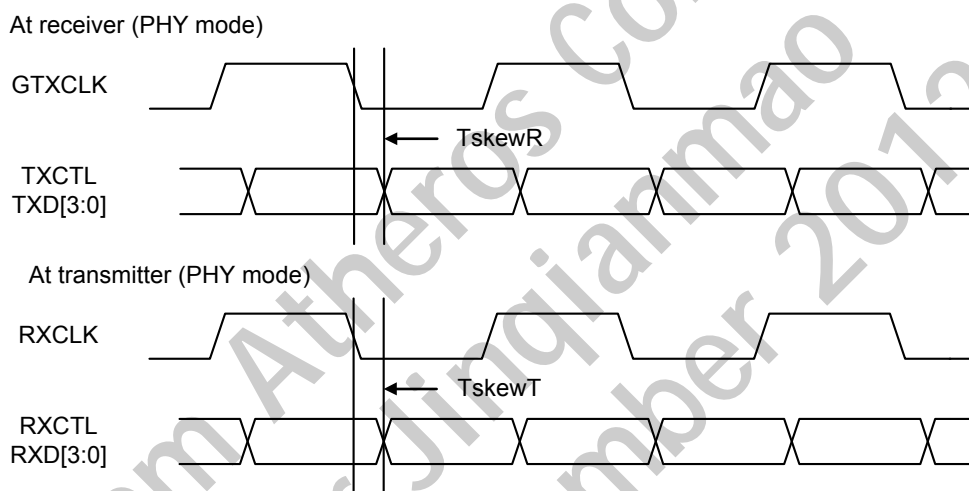 At receiver (PHY mode)
GTXCLK
TskewR
TXCTL
TXD[3:0]
At transmitter (PHY mode)
RXCLK
TskewT
RXCTL
RXD[3:0]